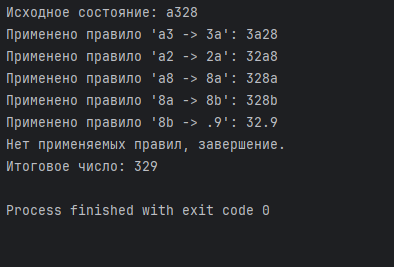 Исходное состояние: a328
Применено правило 'a3 -> 3a': 3a28
Применено правило 'a2 -> 2a': 32a8
Применено правило 'a8 -> 8a': 328a
Применено правило '8a -> 8b': 328b
Применено правило '8b -> .9': 32.9
Нет применяемых правил, завершение.
Итоговое число: 329
Process finished with exit code 0